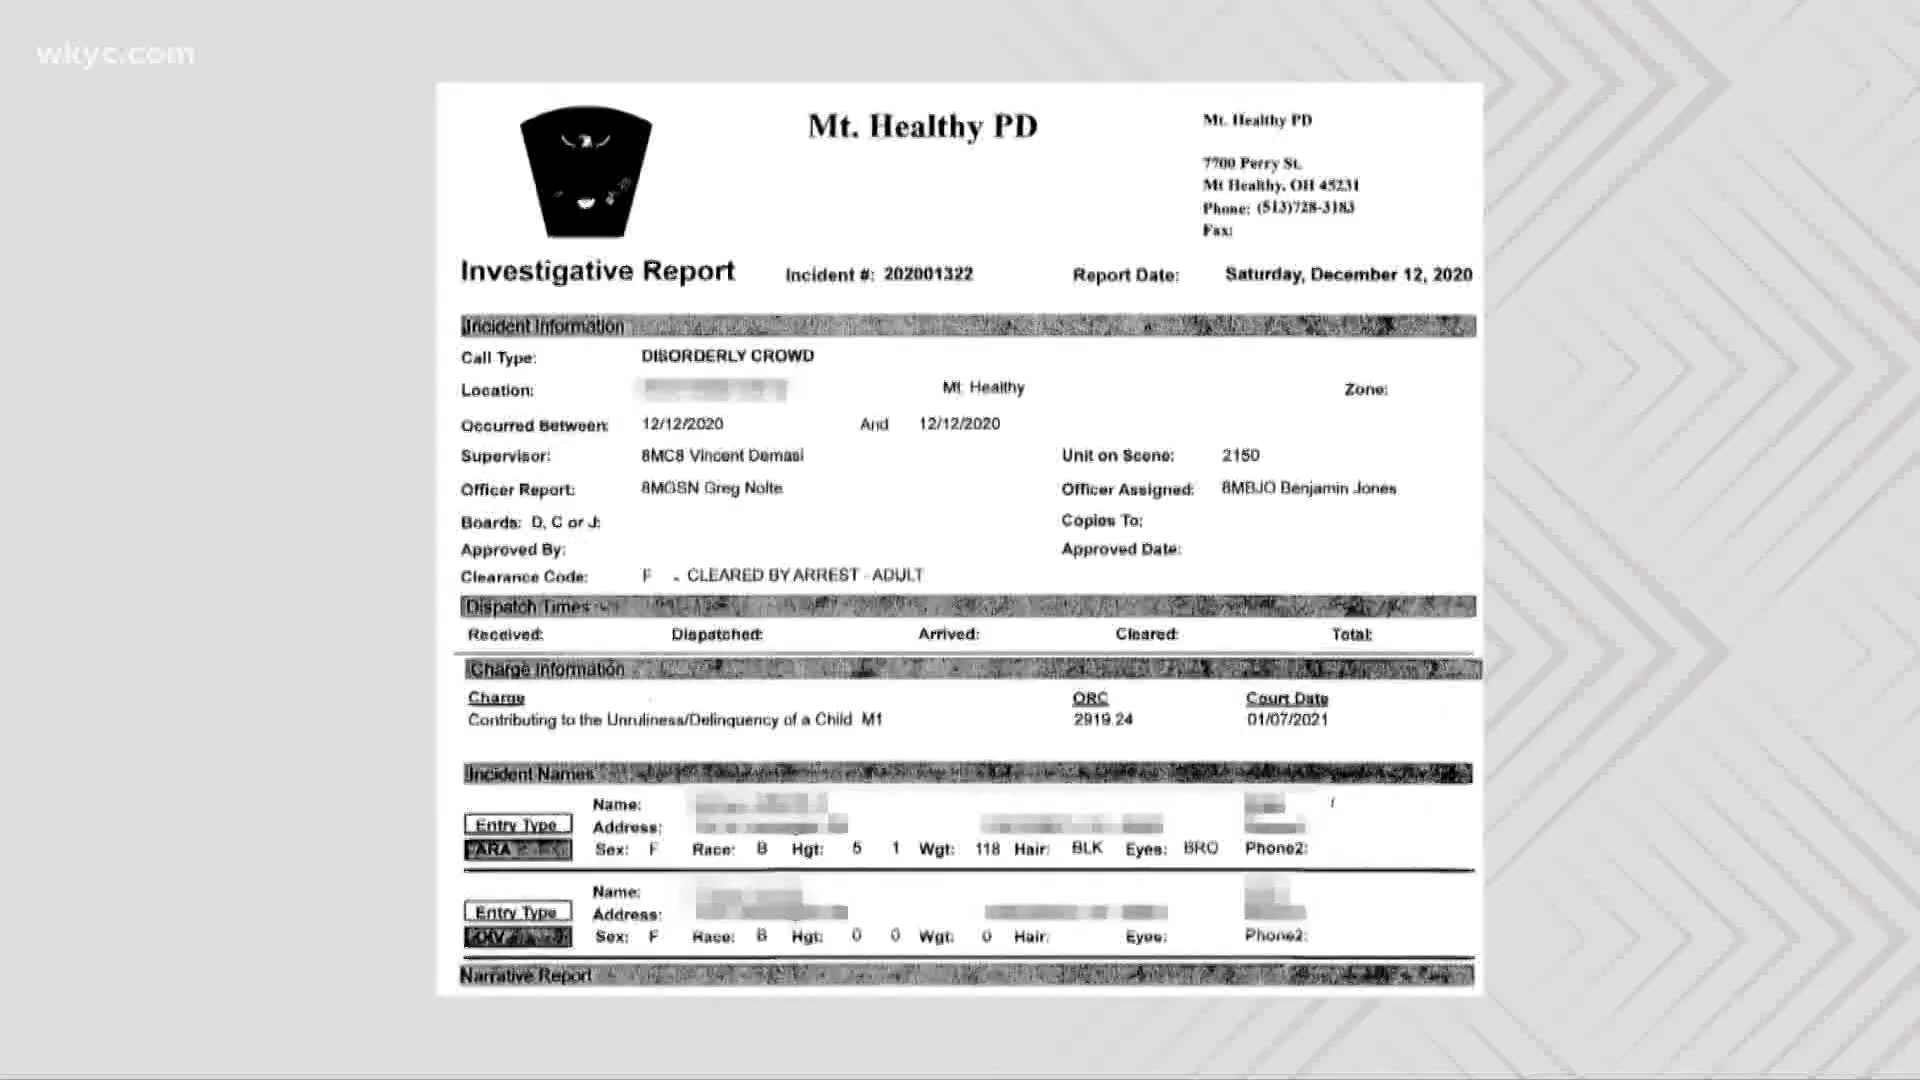 wkyc.com
Mt. Healthy PD
Mt. Healthy PD
7700 Perry St.
Mt Healthy, OH 45231
Phone: (513)728-3183
Fax:
Investigative Report Incident #: 202001322 Report Date: Saturday, December 12, 2020
Incident Information
Call Type: DISORDERLY CROWD
Location: Mt Healthy Zone:
Occurred Between: 12/12/2020 And 12/12/2020
Supervisor: 8MC8 Vincent Demasi Unit on Scene: 2150
Officer Report: 8MGSN Greg Nolte Officer Assigned: 8MBJO Benjamin Jones
Boards: D, C or J: Copies To:
Approved By: Approved Date:
Clearance Code: F - CLEARED BY ARREST - ADULT
Dispatch Times
Received: Dispatched: Arrived: Cleared: Total:
Charge Information
Charge ORC Court Date
Contributing to the Unruliness/Delinquency of a Child M1 2919.24 01/07/2021
Incident Names
Name: /
Entry Type Address:
ARA Sex: F Race: B Hgt: 5 1 Wgt: 118 Hair: BLK Eyes: BRO Phone2:
Name:
Entry Type Address:
Sex: F Race: B Hgt: 0 0 Wgt: 0 Hair: Eyes: Phone2:
Narrative Report